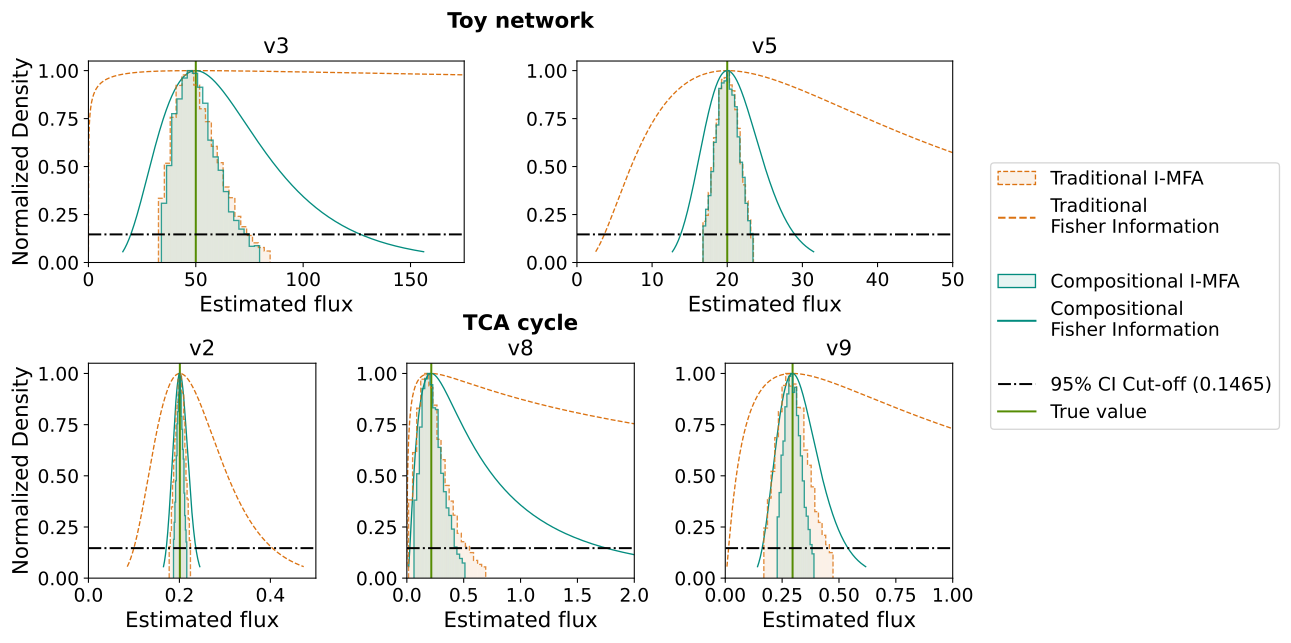 Toy network
v3
Normalized Density
1.00
0.75
0.50
0.25
0.00
0
50
100
150
Estimated flux
v5
1.00
0.75
0.50
0.25
0.00
0
10
20
30
40
50
Estimated flux
TCA cycle
v2
Normalized Density
1.00
0.75
0.50
0.25
0.00
0.0
0.2
0.4
Estimated flux
v8
1.00
0.75
0.50
0.25
0.00
0.0
0.5
1.0
1.5
2.0
Estimated flux
v9
1.00
0.75
0.50
0.25
0.00
0.00
0.25
0.50
0.75
1.00
Estimated flux
Traditional I-MFA
Traditional
Fisher Information
Compositional I-MFA
Compositional
Fisher Information
95% CI Cut-off (0.1465)
True value